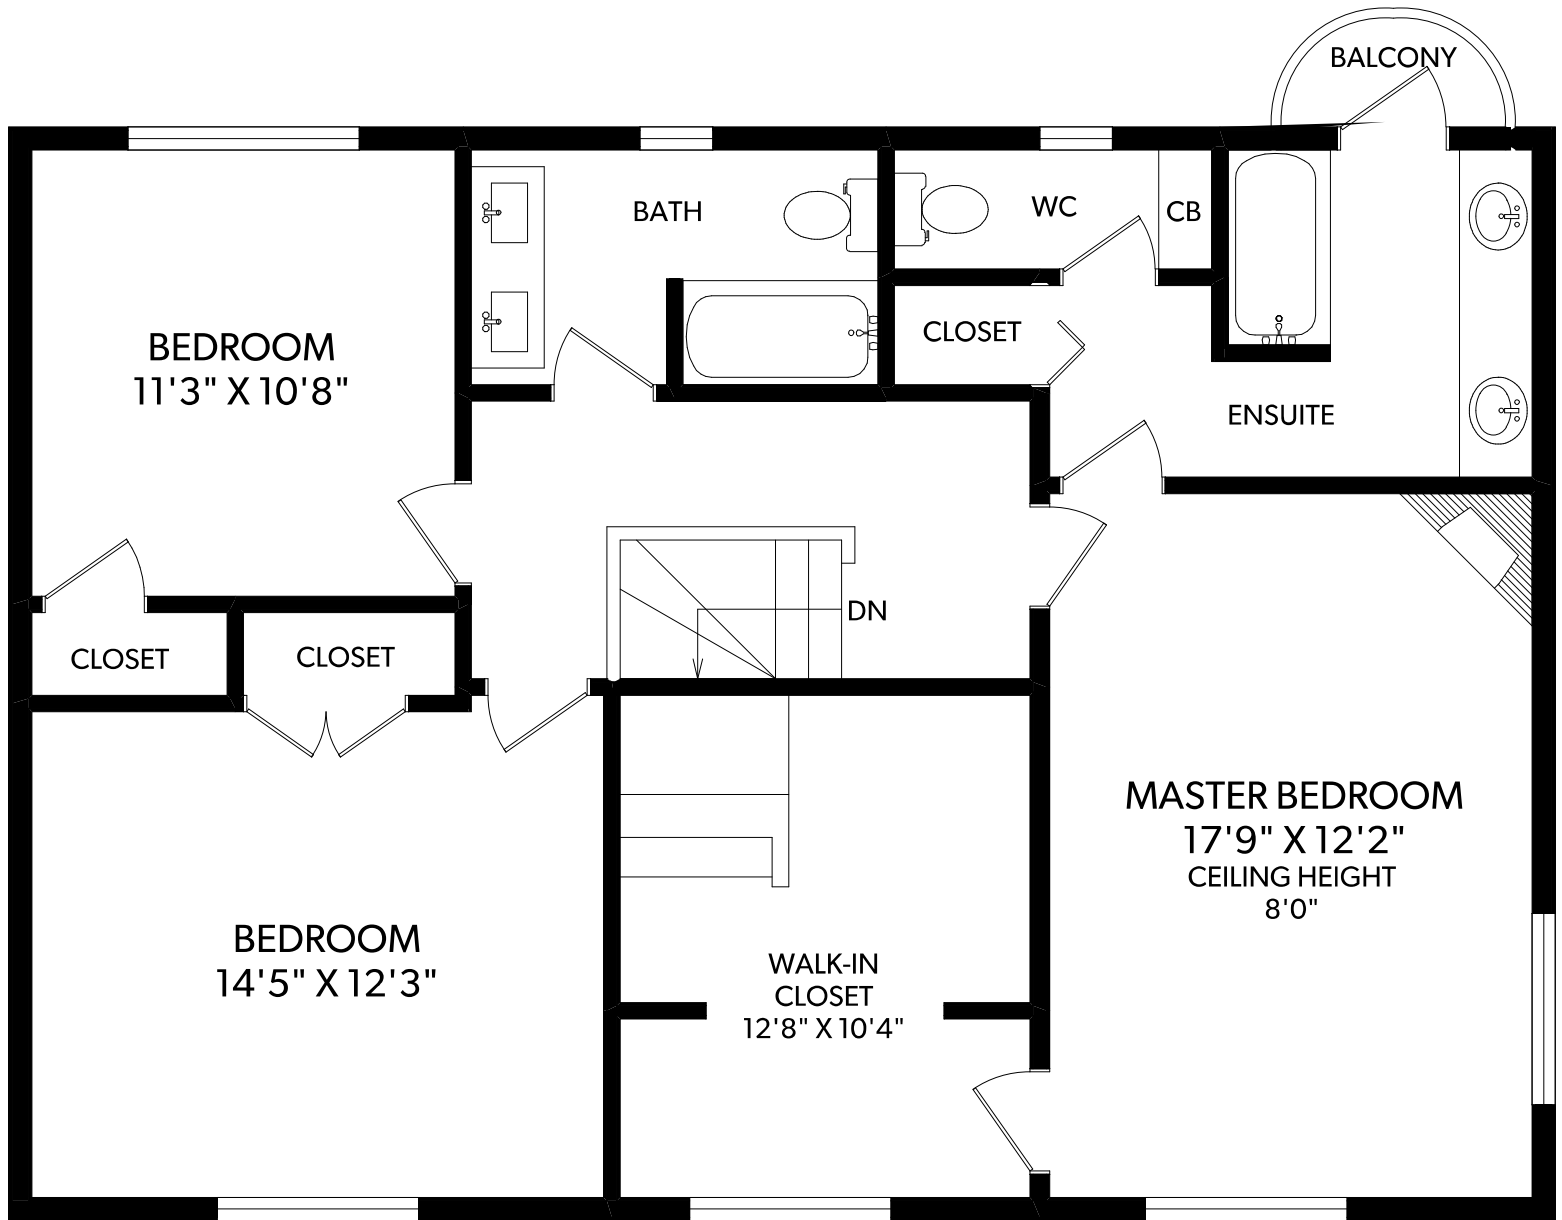 BALCONY
BATH
WC
CB
CLOSET
BEDROOM
11'3" X 10'8"
ENSUITE
DN
CLOSET
CLOSET
MASTER BEDROOM
17'9" X 12'2"
CEILING HEIGHT
8'0"
BEDROOM
14'5" X 12'3"
WALK-IN
CLOSET
12'8" X 10'4"